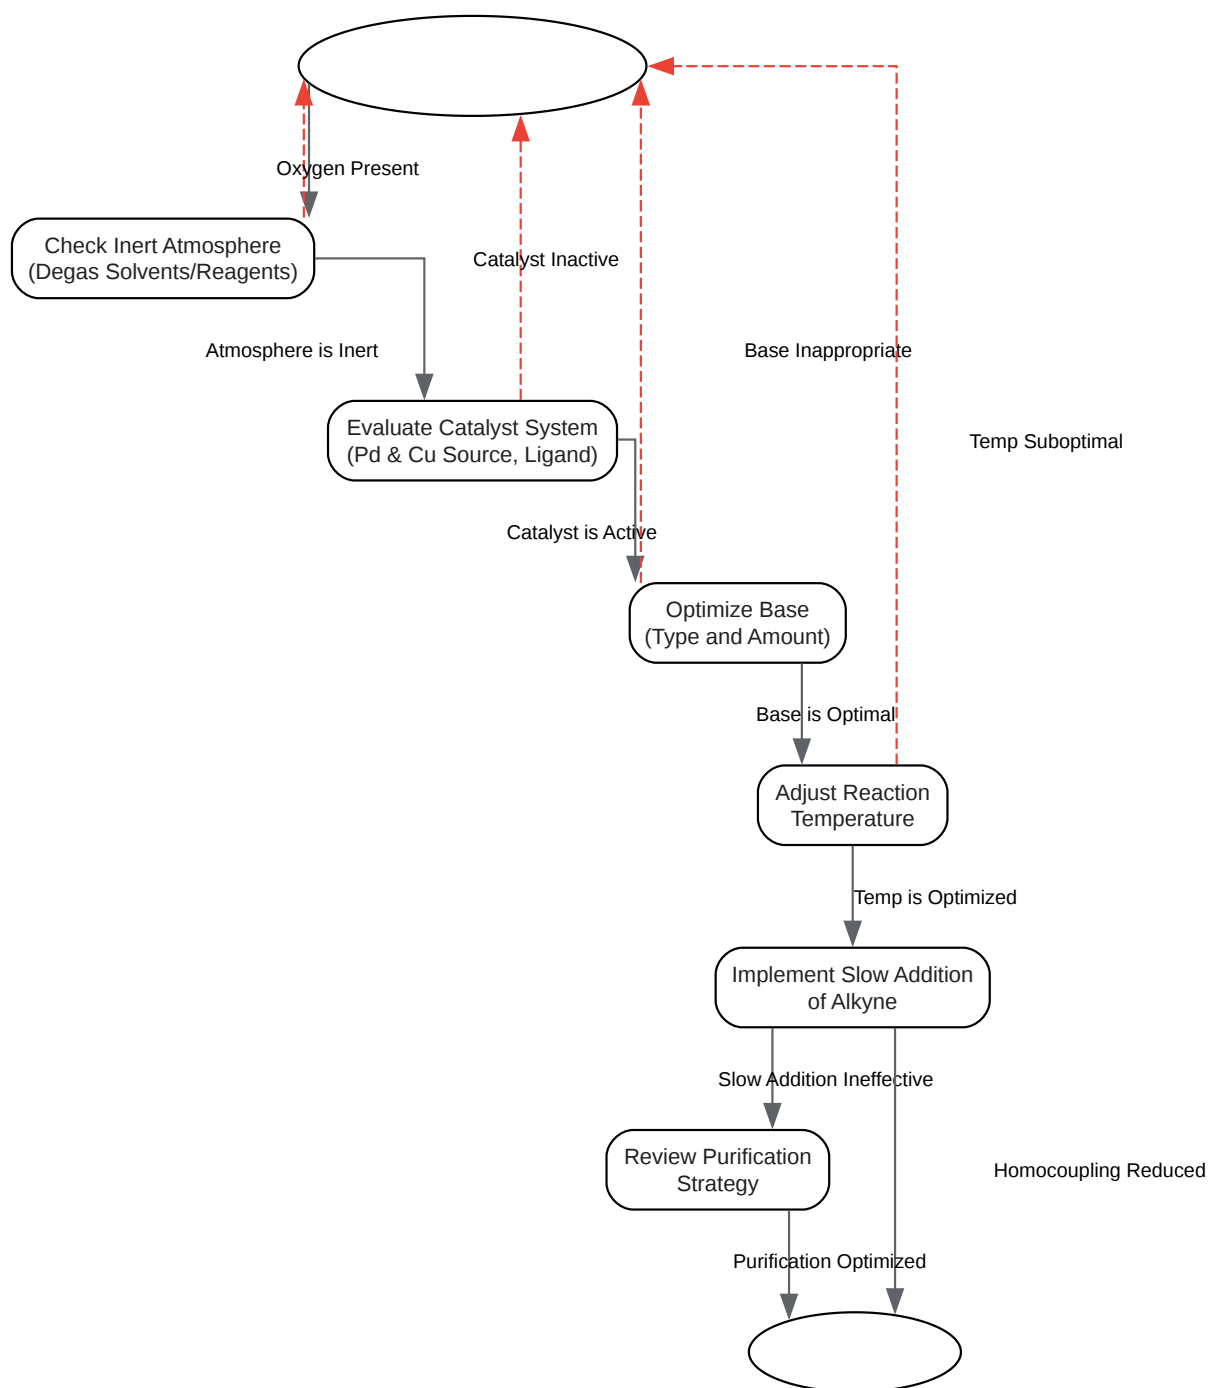 Oxygen Present
Check Inert Atmosphere
(Degas Solvents/Reagents)
Catalyst Inactive
Atmosphere is Inert
Base Inappropriate
Evaluate Catalyst System
(Pd & Cu Source, Ligand)
Temp Suboptimal
Catalyst is Active
Optimize Base
(Type and Amount)
Base is Optimal
Adjust Reaction
Temperature
Temp is Optimized
Implement Slow Addition
of Alkyne
Slow Addition Ineffective
Review Purification
Strategy
Homocoupling Reduced
Purification Optimized